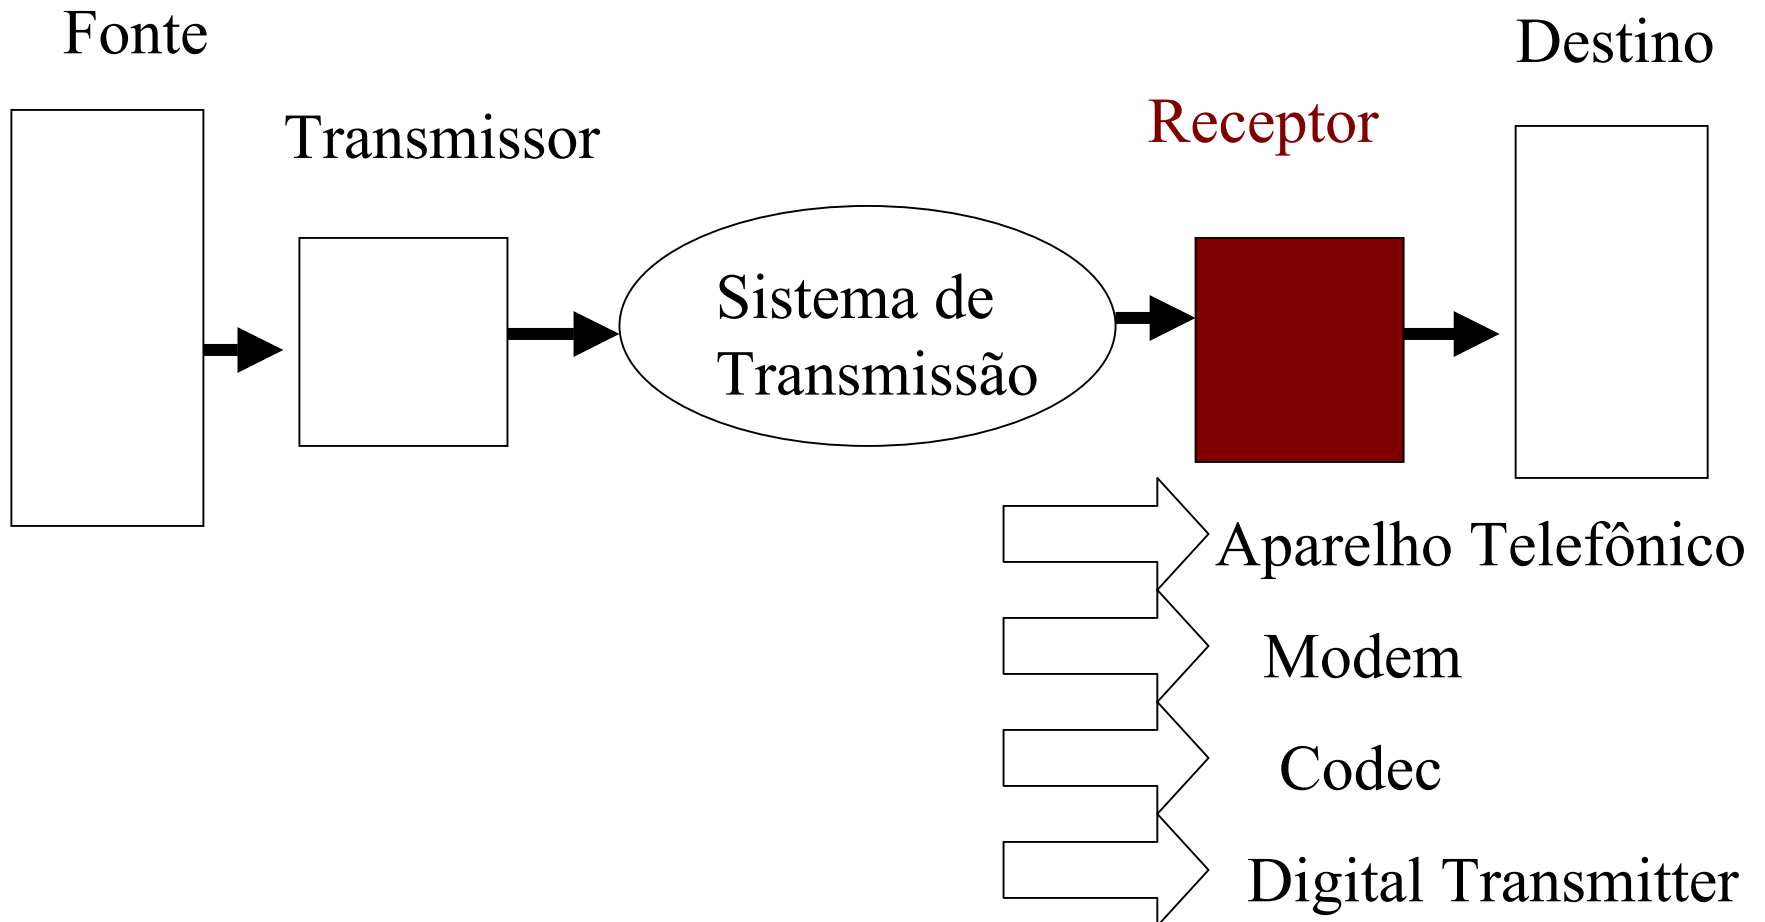 Fonte
Destino
Transmissor
Receptor
Sistema de
Transmissão
Aparelho Telefônico
Modem
Codec
Digital Transmitter